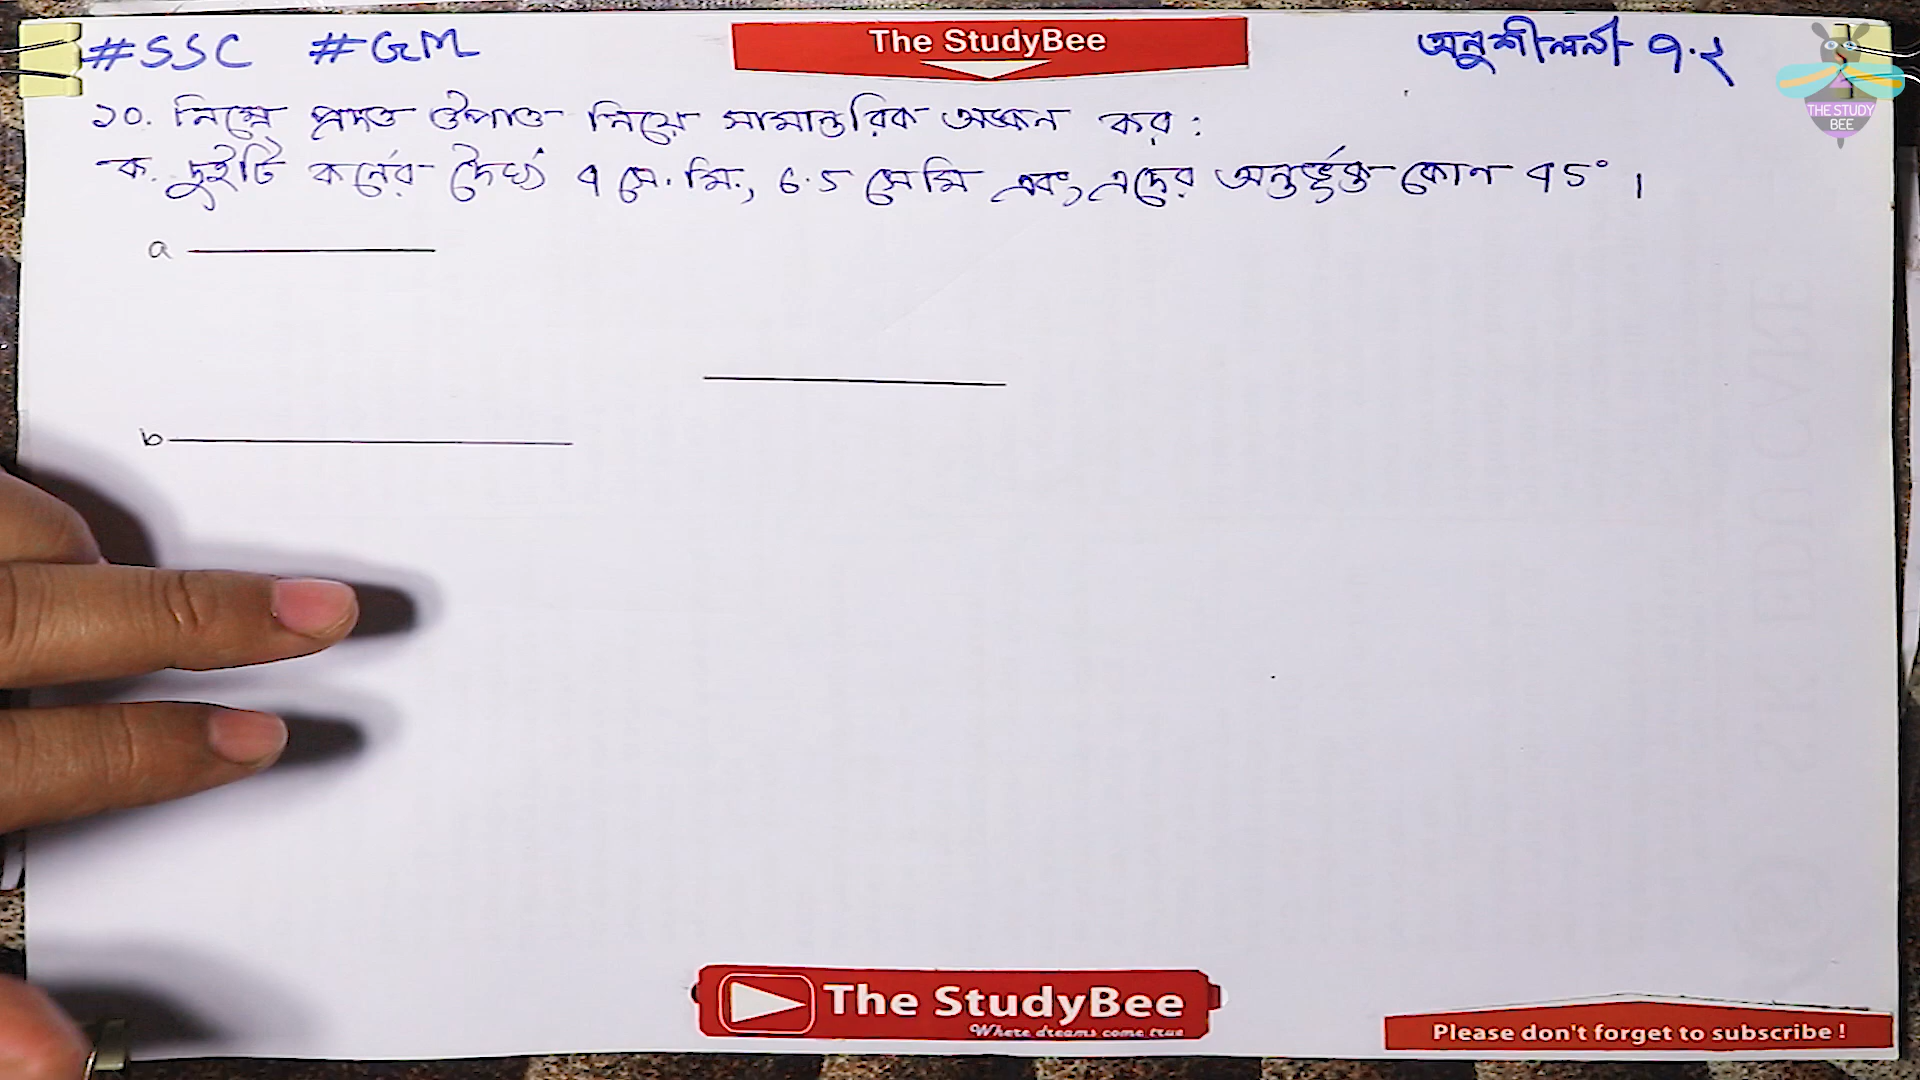 #SSC #GM
The StudyBee
অনুশীলনী ৭.২
THE STUDY
BEE
১০. নিম্নে প্রদত্ত উপাত্ত নিয়ে সামান্তরিক অঙ্কন কর:
ক. দুইটি কর্ণের দৈর্ঘ্য ৭ সে.মি., ৬.৫ সেমি এবং এদের অন্তর্ভুক্ত কোণ ৭৫°।
a
b
The StudyBee
Where dreams come true
Please don't forget to subscribe !